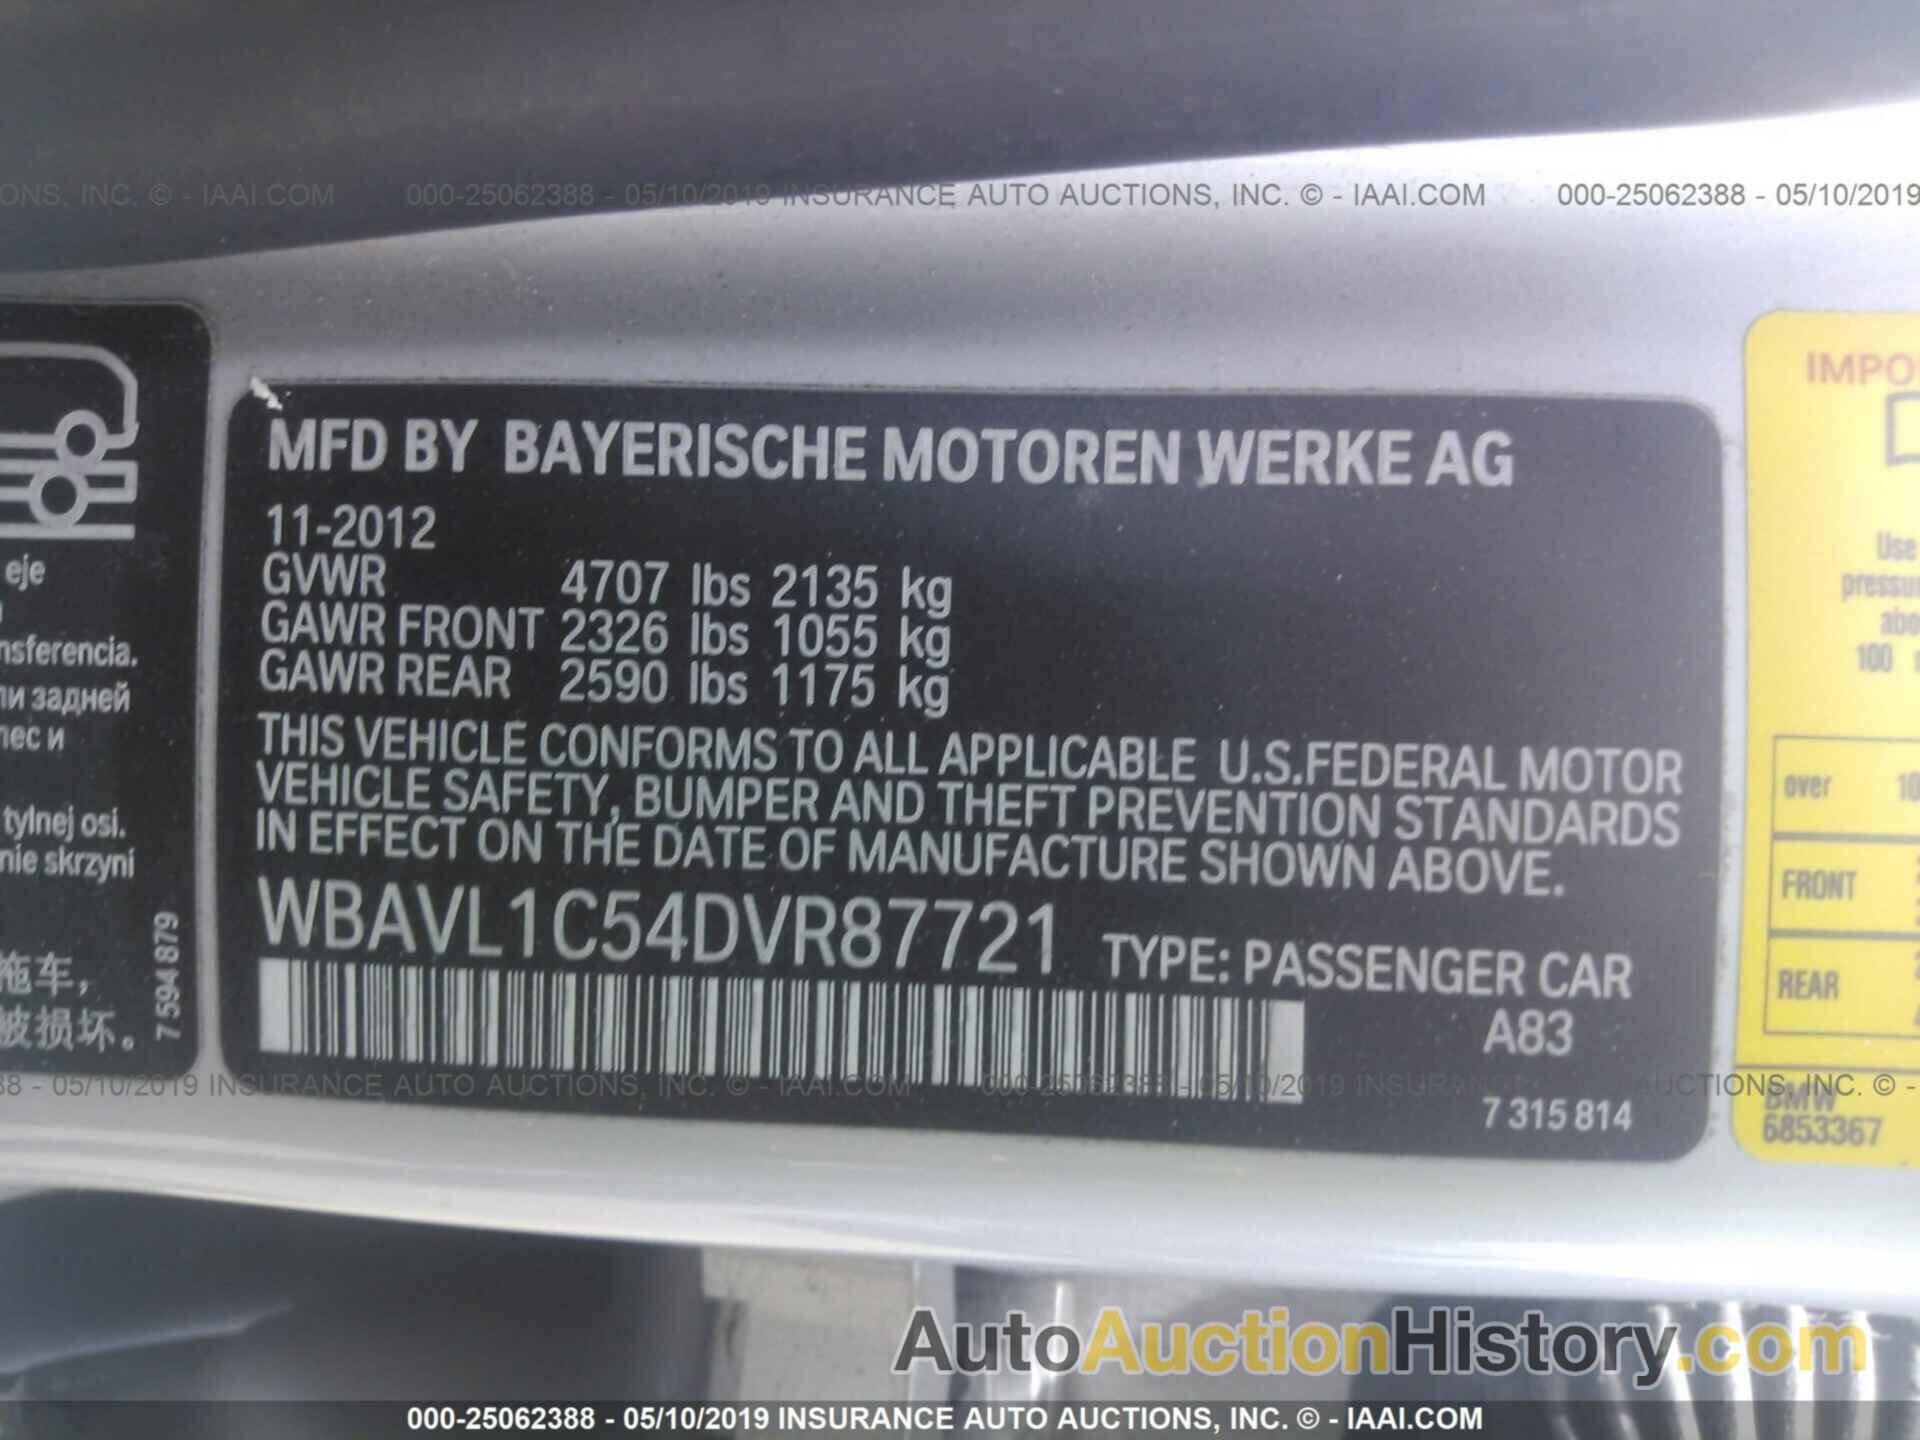 000-25062388 - 05/10/2019 INSURANCE AUTO AUCTIONS, INC. © - IAAI.COM
MFD BY BAYERISCHE MOTOREN WERKE AG
11-2012
GVWR 4707 lbs 2135 kg
GAWR FRONT 2326 lbs 1055 kg
GAWR REAR 2590 lbs 1175 kg
THIS VEHICLE CONFORMS TO ALL APPLICABLE U.S.FEDERAL MOTOR
VEHICLE SAFETY, BUMPER AND THEFT PREVENTION STANDARDS
IN EFFECT ON THE DATE OF MANUFACTURE SHOWN ABOVE.
WBAVL1C54DVR87721 TYPE: PASSENGER CAR
A83
7 315 814
eje
nsferencia.
ли задней
нес и
tylnej osi.
nie skrzyni
拖车，
被损坏。
7 594 879
IMPO
Use
pressu
abo
100
over 10
FRONT
REAR
BMW
6853367
000-25062388 - 05/10/2019 INSURANCE AUTO AUCTIONS, INC. © - IAAI.COM
AutoAuctionHistory.com
000-25062388 - 05/10/2019 INSURANCE AUTO AUCTIONS, INC. © - IAAI.COM